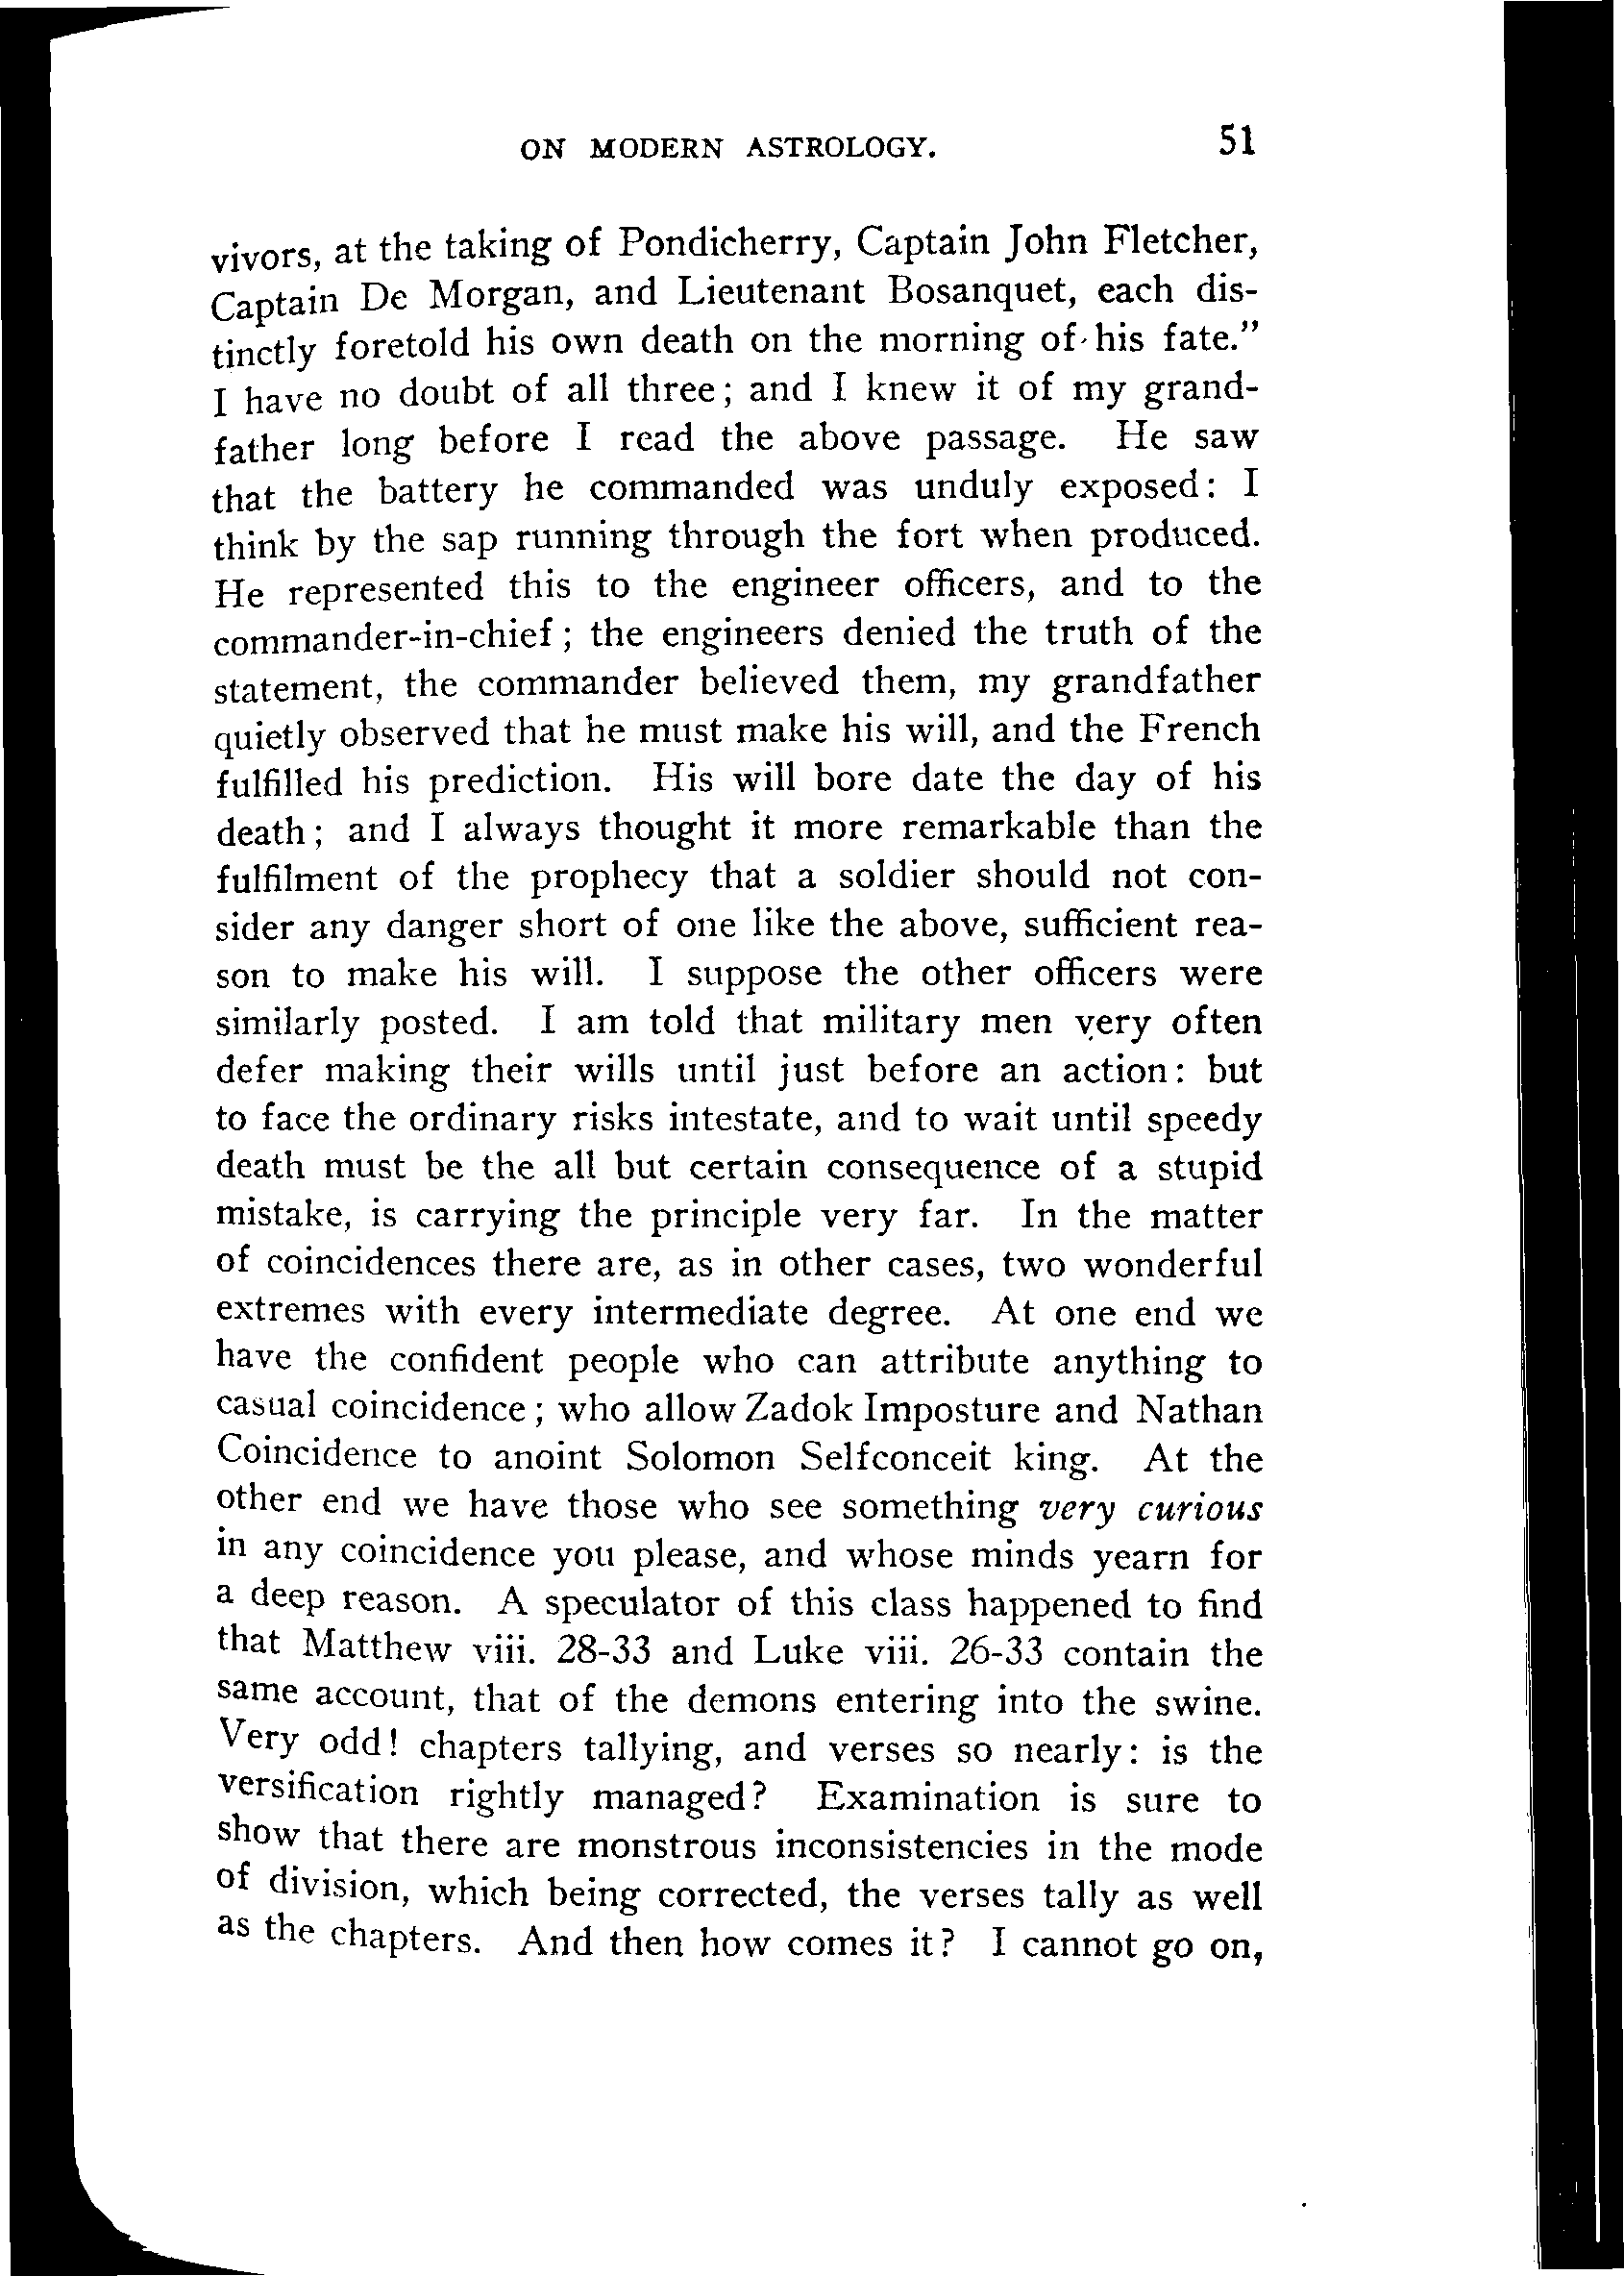 ON MODERN ASTROLOGY. 51
vivors, at the taking of Pondicherry, Captain John Fletcher,
Captain De Morgan, and Lieutenant Bosanquet, each dis-
tinctly foretold his own death on the morning of his fate.”
I have no doubt of all three; and I knew it of my grand-
father long before I read the above passage. He saw
that the battery he commanded was unduly exposed: I
think by the sap running through the fort when produced.
He represented this to the engineer officers, and to the
commander-in-chief; the engineers denied the truth of the
statement, the commander believed them, my grandfather
quietly observed that he must make his will, and the French
fulfilled his prediction. His will bore date the day of his
death; and I always thought it more remarkable than the
fulfilment of the prophecy that a soldier should not con-
sider any danger short of one like the above, sufficient rea-
son to make his will. I suppose the other officers were
similarly posted. I am told that military men very often
defer making their wills until just before an action: but
to face the ordinary risks intestate, and to wait until speedy
death must be the all but certain consequence of a stupid
mistake, is carrying the principle very far. In the matter
of coincidences there are, as in other cases, two wonderful
extremes with every intermediate degree. At one end we
have the confident people who can attribute anything to
casual coincidence; who allow Zadok Imposture and Nathan
Coincidence to anoint Solomon Selfconceit king. At the
other end we have those who see something very curious
in any coincidence you please, and whose minds yearn for
a deep reason. A speculator of this class happened to find
that Matthew viii. 28-33 and Luke viii. 26-33 contain the
same account, that of the demons entering into the swine.
Very odd! chapters tallying, and verses so nearly: is the
versification rightly managed? Examination is sure to
show that there are monstrous inconsistencies in the mode
of division, which being corrected, the verses tally as well
as the chapters. And then how comes it? I cannot go on,